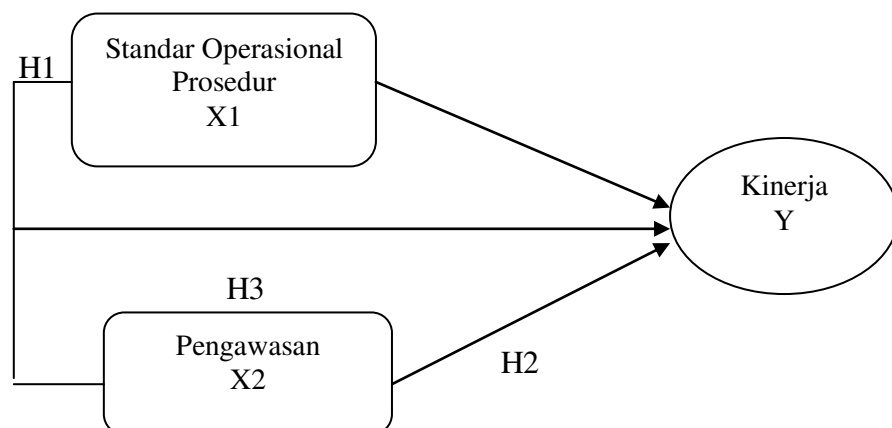 H1
Standar Operasional
Prosedur
X1
Kinerja
Y
H3
Pengawasan
X2
H2